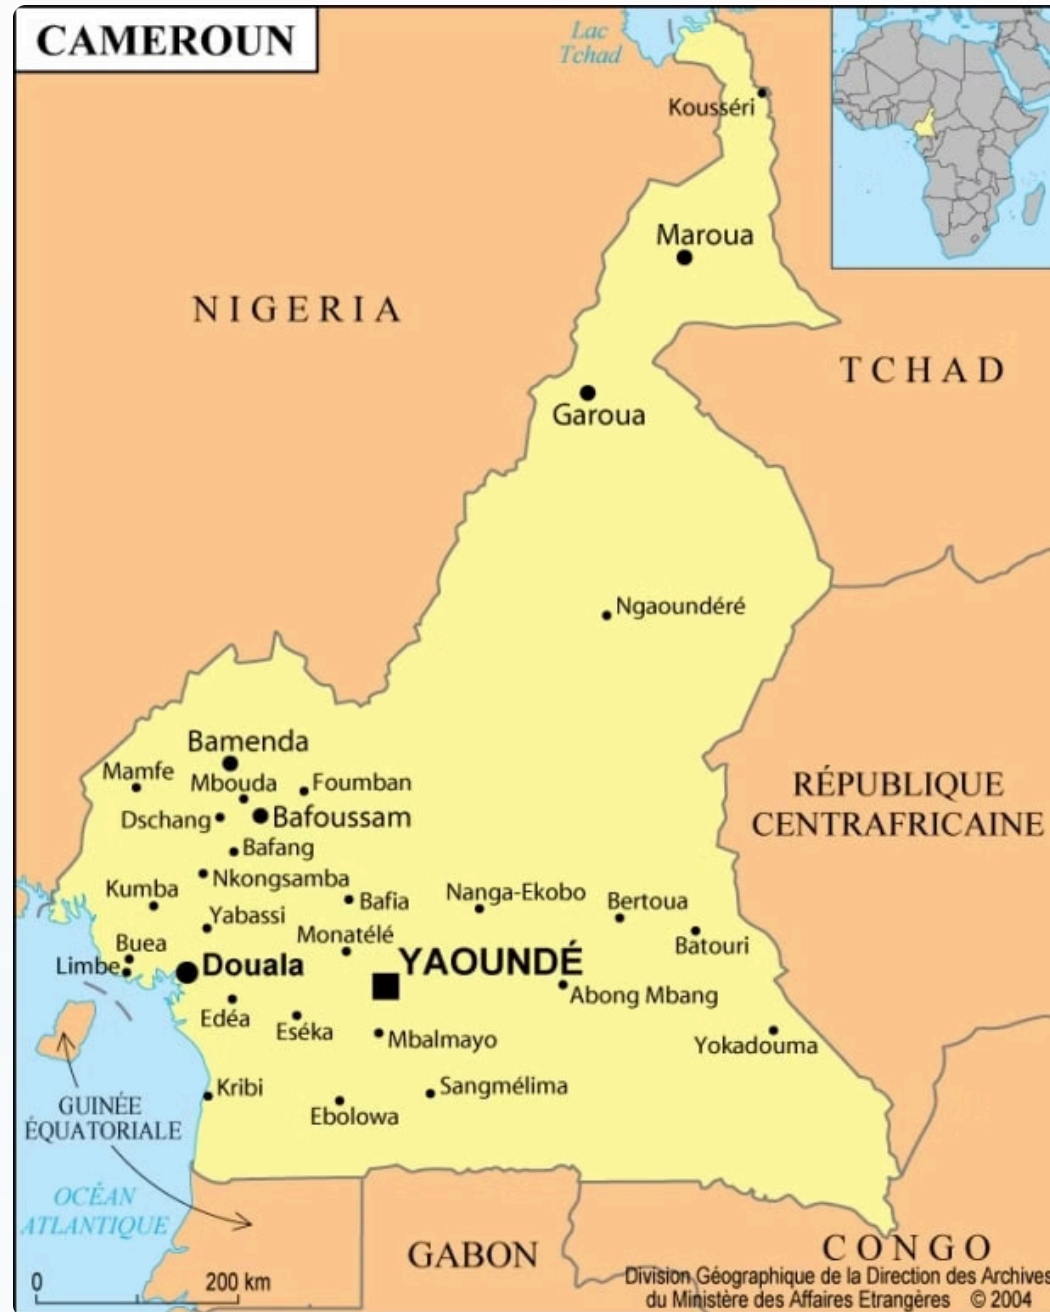 CAMEROUN
Lac
Tchad
Kousséri
Maroua
NIGERIA
TCHAD
Garoua
Ngaoundéré
Bamenda
Mamfe
Mbouda
Foumban
Dschang
Bafoussam
Bafang
RÉPUBLIQUE
CENTRAFRICAINE
Nkongsamba
Kumba
Bafia
Nanga-Ekobo
Bertoua
Yabassi
Monatélé
Batouri
Buea
Limbe
Douala
YAOUNDÉ
Abong Mbang
Edéa
Eséka
Mbalmayo
Yokadouma
Kribi
Sangmélima
Ebolowa
GUINÉE
ÉQUATORIALE
OCÉAN
ATLANTIQUE
GABON
CONGO
0 200 km
Division Géographique de la Direction des Archives
du Ministère des Affaires Etrangères © 2004